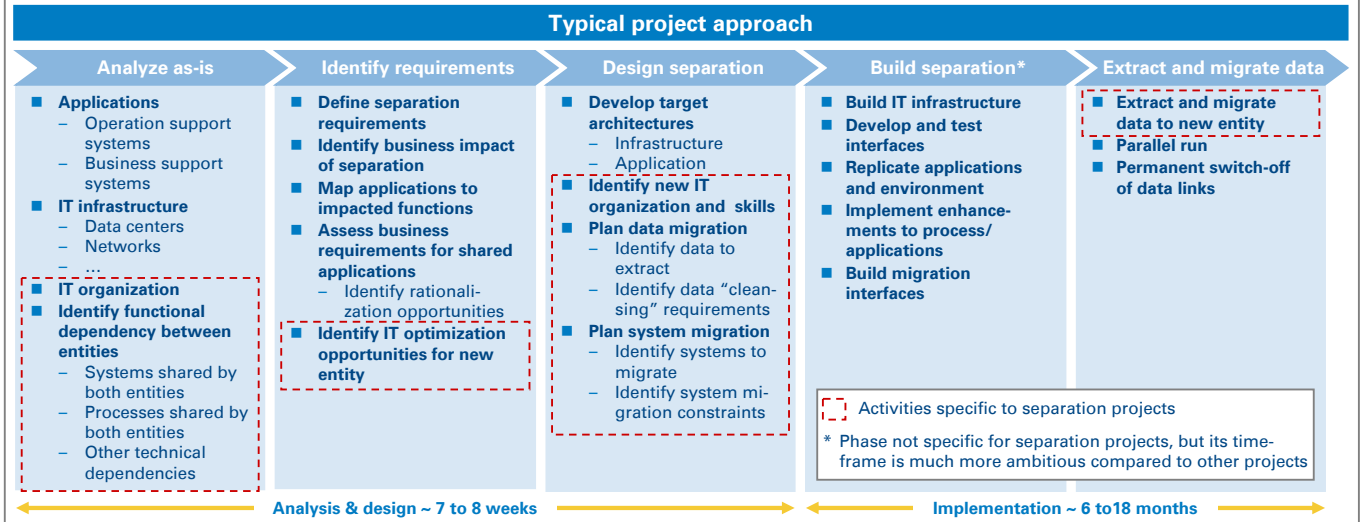 Typical project approach
Analyze as-is
Identify requirements
Design separation
Build separation*
Extract and migrate data
■ Applications
– Operation support
systems
– Business support
systems
■ IT infrastructure
– Data centers
– Networks
– ...
■ IT organization
■ Identify functional
dependency between
entities
– Systems shared by
both entities
– Processes shared by
both entities
– Other technical
dependencies
■ Define separation
requirements
■ Identify business impact
of separation
■ Map applications to
impacted functions
■ Assess business
requirements for shared
applications
– Identify rationali-
zation opportunities
■ Identify IT optimization
opportunities for new
entity
■ Develop target
architectures
– Infrastructure
– Application
■ Identify new IT
organization and skills
■ Plan data migration
– Identify data to
extract
– Identify data “clean-
sing” requirements
■ Plan system migration
– Identify systems to
migrate
– Identify system mi-
gration constraints
■ Build IT infrastructure
■ Develop and test
interfaces
■ Replicate applications
and environment
■ Implement enhance-
ments to process/
applications
■ Build migration
interfaces
■ Extract and migrate
data to new entity
■ Parallel run
■ Permanent switch-off
of data links
Activities specific to separation projects
* Phase not specific for separation projects, but its time-
frame is much more ambitious compared to other projects
Analysis & design ~ 7 to 8 weeks
Implementation ~ 6 to18 months